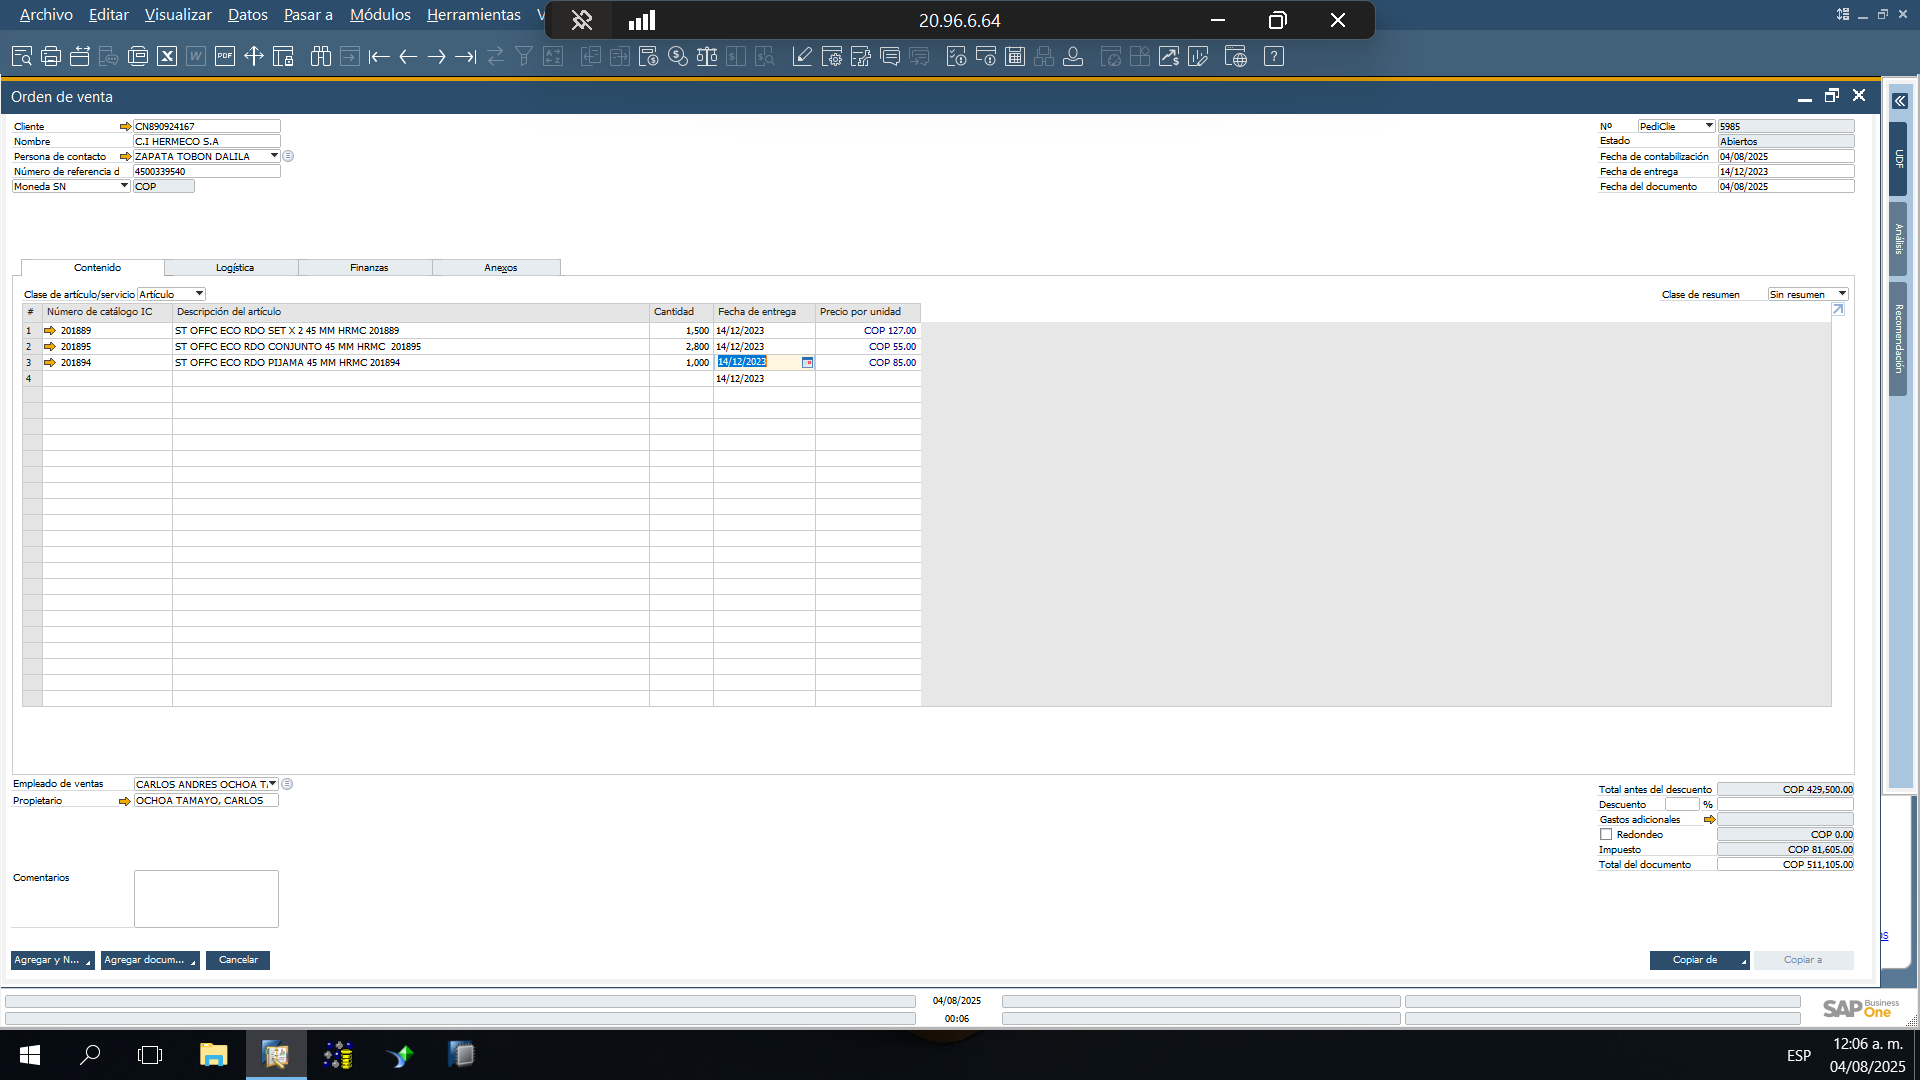 Archivo Editar Visualizar Datos Pasar a Módulos Herramientas V
20.96.6.64
Orden de venta
Cliente CN890924167
Nombre C.I HERMECO S.A
Persona de contacto ZAPATA TOBON DALILA
Número de referencia d 4500339540
Moneda SN COP
Nº PediClie 5985
Estado Abiertos
Fecha de contabilización 04/08/2025
Fecha de entrega 14/12/2023
Fecha del documento 04/08/2025
UDF
Análisis
Recomendación
Contenido Logística Finanzas Anexos
Clase de artículo/servicio Artículo
Clase de resumen Sin resumen
# Número de catálogo IC Descripción del artículo Cantidad Fecha de entrega Precio por unidad
1 201889 ST OFFC ECO RDO SET X 2 45 MM HRMC 201889 1,500 14/12/2023 COP 127.00
2 201895 ST OFFC ECO RDO CONJUNTO 45 MM HRMC  201895 2,800 14/12/2023 COP 55.00
3 201894 ST OFFC ECO RDO PIJAMA 45 MM HRMC 201894 1,000 14/12/2023 COP 85.00
4 14/12/2023
Empleado de ventas CARLOS ANDRES OCHOA T
Propietario OCHOA TAMAYO, CARLOS
Total antes del descuento COP 429,500.00
Descuento %
Gastos adicionales
Redondeo COP 0.00
Impuesto COP 81,605.00
Total del documento COP 511,105.00
Comentarios
Agregar y N... Agregar docum... Cancelar
Copiar de Copiar a
04/08/2025
00:06
SAP Business One
ESP
12:06 a. m.
04/08/2025